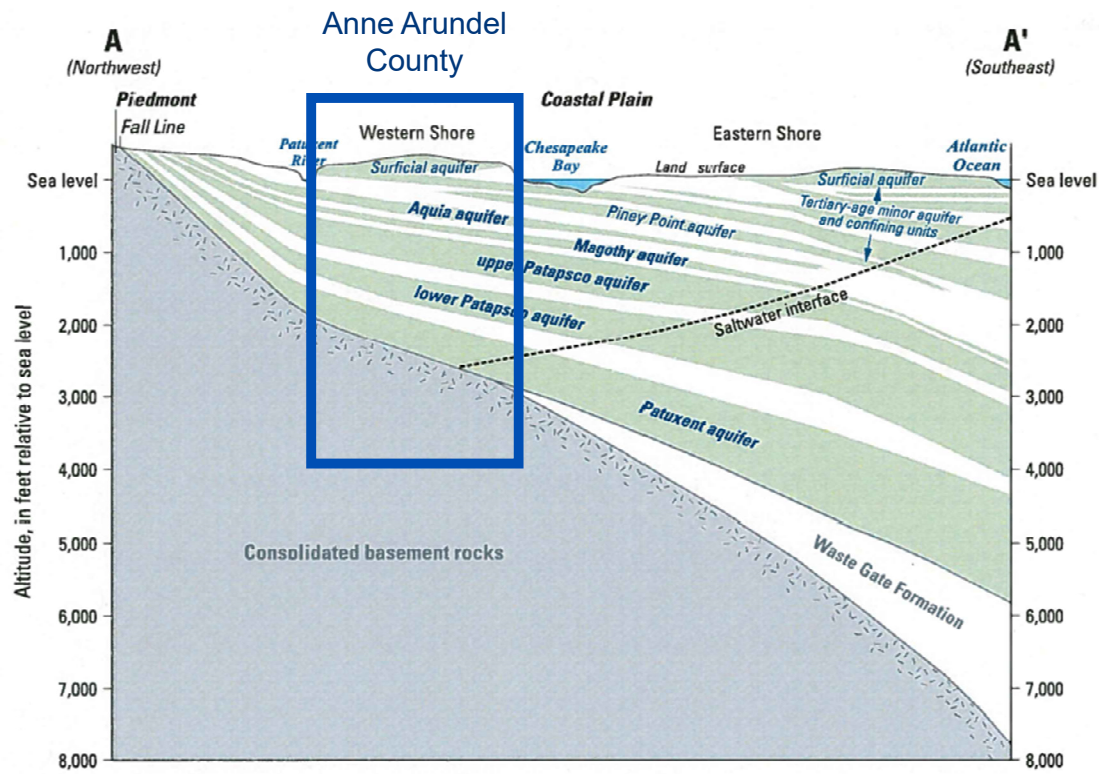 Anne Arundel
County
A
(Northwest)
A'
(Southeast)
Piedmont
Coastal Plain
Fall Line
Western Shore
Eastern Shore
Patuxent
River
Chesapeake
Bay
Atlantic
Ocean
Land surface
Surficial aquifer
Surficial aquifer
Sea level
Sea level
Tertiary-age minor aquifer
and confining units
Aquia aquifer
Piney Point aquifer
Magothy aquifer
upper Patapsco aquifer
lower Patapsco aquifer
Saltwater interface
Patuxent aquifer
Waste Gate Formation
Consolidated basement rocks
Altitude, in feet relative to sea level
1,000
2,000
3,000
4,000
5,000
6,000
7,000
8,000
1,000
2,000
3,000
4,000
5,000
6,000
7,000
8,000